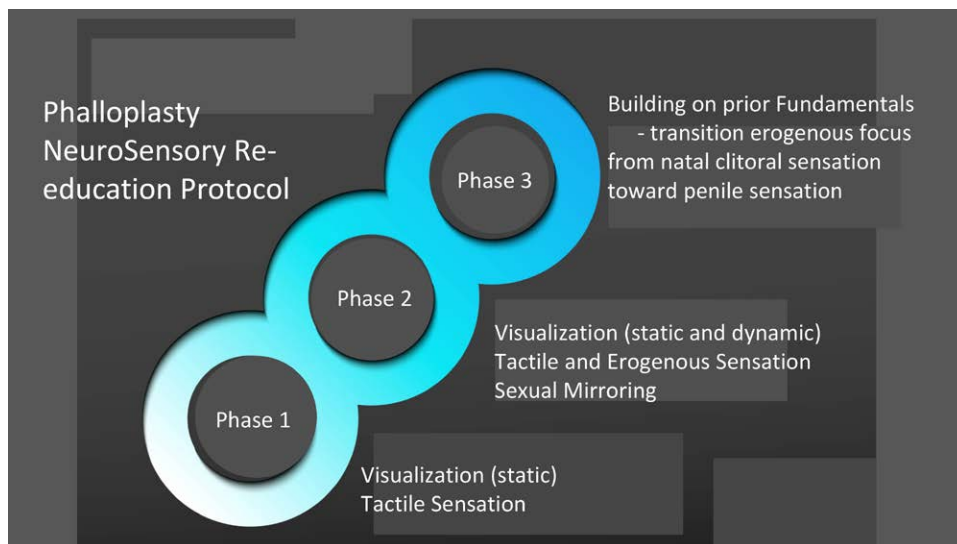 Phalloplasty
NeuroSensory Re-
education Protocol
Phase 3
Building on prior Fundamentals
- transition erogenous focus
from natal clitoral sensation
toward penile sensation
Phase 2
Visualization (static and dynamic)
Tactile and Erogenous Sensation
Sexual Mirroring
Phase 1
Visualization (static)
Tactile Sensation